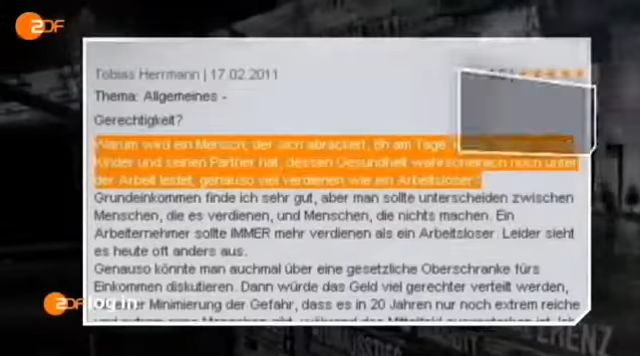 ZDF
Tobias Herrmann | 17.02.2011
Thema: Allgemeines -
Gerechtigkeit?
Warum wird ein Mensch, der sich abrackert, 8h am Tage,
Kinder und seinen Partner hat, dessen Gesundheit wahrscheinlich noch unter
der Arbeit leidet, genauso viel verdienen wie ein Arbeitsloser?
Grundeinkommen finde ich sehr gut, aber man sollte unterscheiden zwischen
Menschen, die es verdienen, und Menschen, die nichts machen. Ein
Arbeitnehmer sollte IMMER mehr verdienen als ein Arbeitsloser. Leider sieht
es heute oft anders aus.
Genauso könnte man auchmal über eine gesetzliche Oberschranke fürs
Einkommen diskutieren. Dann würde das Geld viel gerechter verteilt werden,
ZDF log in
Minimierung der Gefahr, dass es in 20 Jahren nur noch extrem reiche